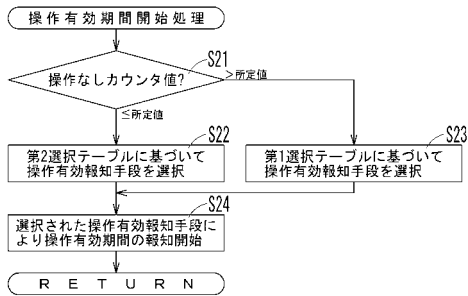 操作有効期間開始処理
S21
操作なしカウンタ値?
>所定値
≤所定値
S22
第2選択テーブルに基づいて
操作有効報知手段を選択
S23
第1選択テーブルに基づいて
操作有効報知手段を選択
S24
選択された操作有効報知手段に
より操作有効期間の報知開始
RETURN